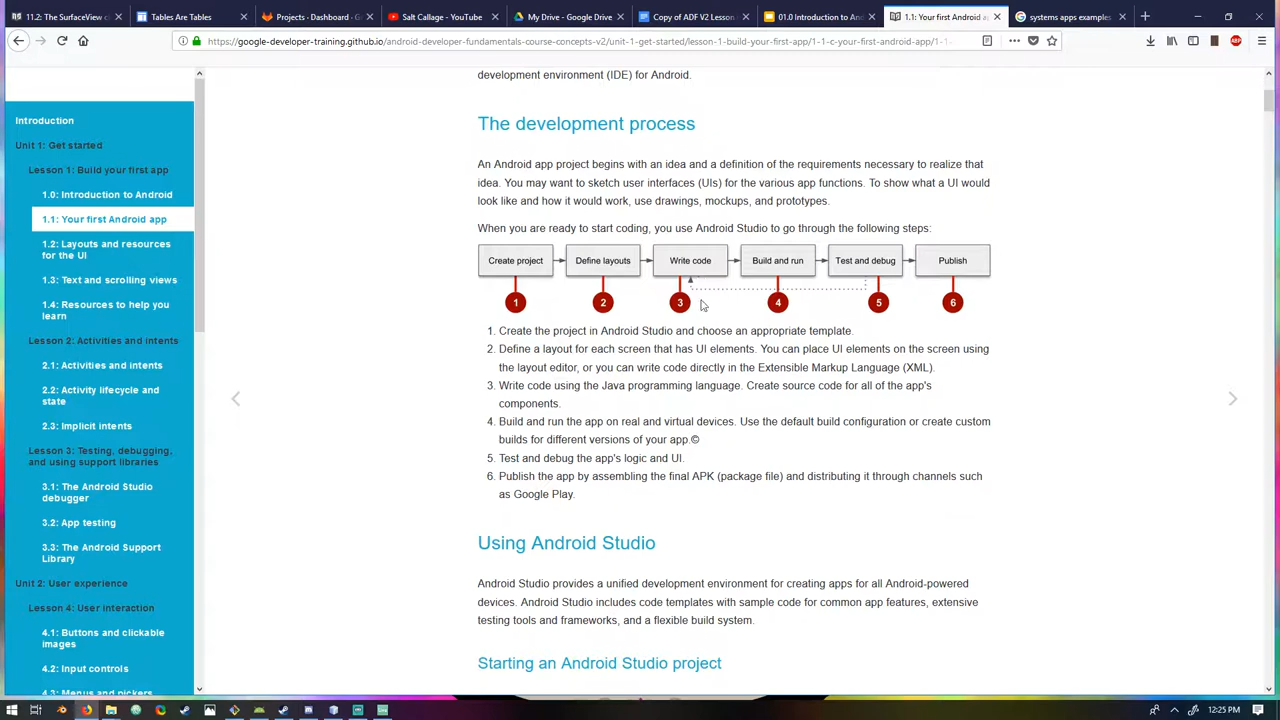 11.2: The SurfaceView c
Tables Are Tables
Projects - Dashboard - G
Salt Callage - YouTube
My Drive - Google Drive
Copy of ADF V2 Lesson
01.0 Introduction to An
1.1: Your first Android a
systems apps examples
https://google-developer-training.github.io/android-developer-fundamentals-course-concepts-v2/unit-1-get-started/lesson-1-build-your-first-app/1-1-c-your-first-android-app/1-1-
ABP
Introduction
Unit 1: Get started
Lesson 1: Build your first app
1.0: Introduction to Android
1.1: Your first Android app
1.2: Layouts and resources
for the UI
1.3: Text and scrolling views
1.4: Resources to help you
learn
Lesson 2: Activities and intents
2.1: Activities and intents
2.2: Activity lifecycle and
state
2.3: Implicit intents
Lesson 3: Testing, debugging,
and using support libraries
3.1: The Android Studio
debugger
3.2: App testing
3.3: The Android Support
Library
Unit 2: User experience
Lesson 4: User interaction
4.1: Buttons and clickable
images
4.2: Input controls
4.3: Menus and pickers
development environment (IDE) for Android.
The development process
An Android app project begins with an idea and a definition of the requirements necessary to realize that
idea. You may want to sketch user interfaces (UIs) for the various app functions. To show what a UI would
look like and how it would work, use drawings, mockups, and prototypes.
When you are ready to start coding, you use Android Studio to go through the following steps:
Create project Define layouts Write code Build and run Test and debug Publish
1 2 3 4 5 6
1. Create the project in Android Studio and choose an appropriate template.
2. Define a layout for each screen that has UI elements. You can place UI elements on the screen using
the layout editor, or you can write code directly in the Extensible Markup Language (XML).
3. Write code using the Java programming language. Create source code for all of the app's
components.
4. Build and run the app on real and virtual devices. Use the default build configuration or create custom
builds for different versions of your app.©
5. Test and debug the app's logic and UI.
6. Publish the app by assembling the final APK (package file) and distributing it through channels such
as Google Play.
Using Android Studio
Android Studio provides a unified development environment for creating apps for all Android-powered
devices. Android Studio includes code templates with sample code for common app features, extensive
testing tools and frameworks, and a flexible build system.
Starting an Android Studio project
12:25 PM